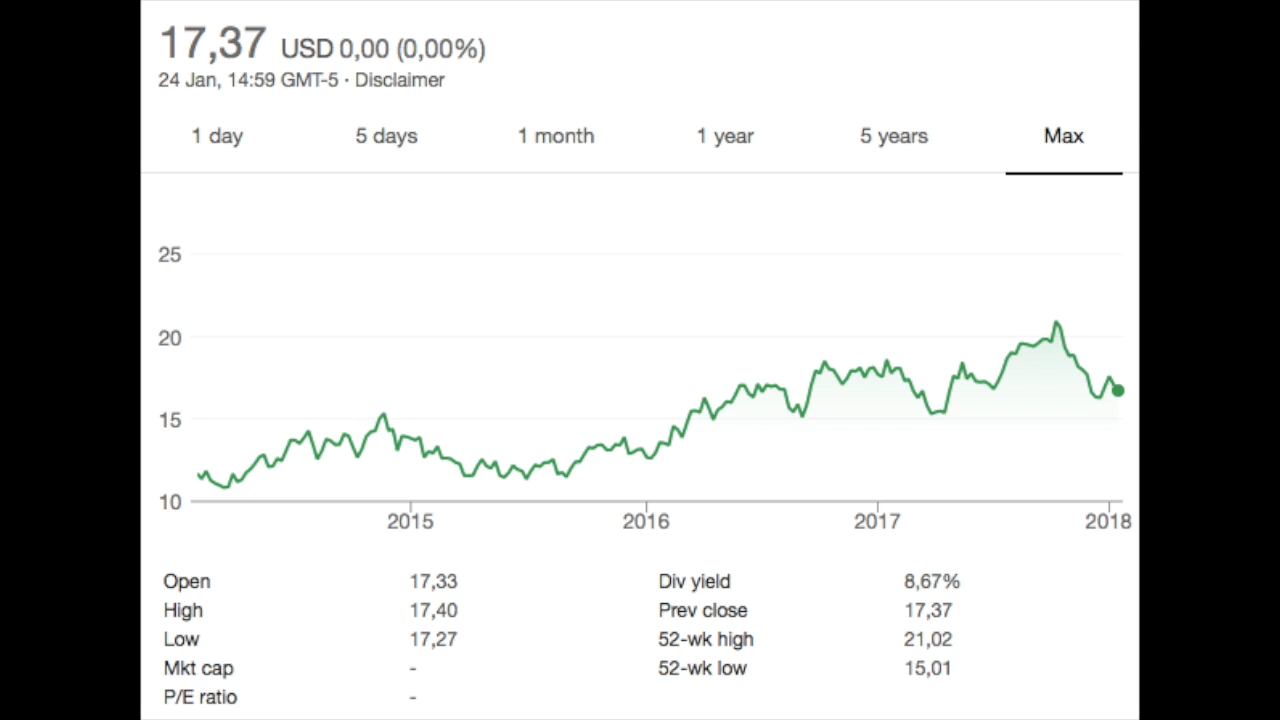 17,37 USD 0,00 (0,00%)
24 Jan, 14:59 GMT-5 · Disclaimer
1 day 5 days 1 month 1 year 5 years Max
25
20
15
10
2015 2016 2017 2018
Open 17,33 Div yield 8,67%
High 17,40 Prev close 17,37
Low 17,27 52-wk high 21,02
Mkt cap - 52-wk low 15,01
P/E ratio -